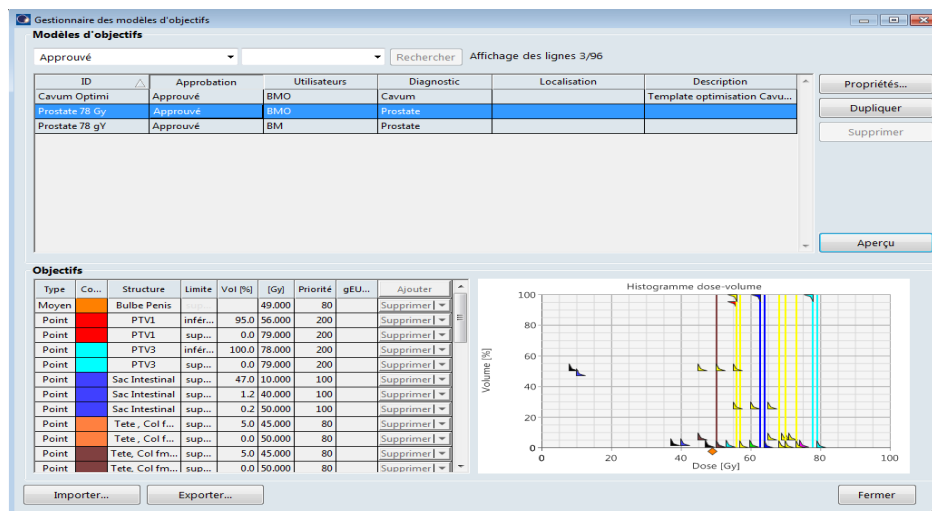 Gestionnaire des modèles d'objectifs
Modèles d'objectifs
Approuvé Rechercher Affichage des lignes 3/96
ID Approbation Utilisateurs Diagnostic Localisation Description
Cavum Optimi Approuvé BMO Cavum Template optimisation Cavu...
Prostate 78 Gy Approuvé BMO Prostate
Prostate 78 gY Approuvé BM Prostate
Propriétés...
Dupliquer
Supprimer
Aperçu
Objectifs
Type Co... Structure Limite Vol [%] [Gy] Priorité gEU... Ajouter
Moyen Bulbe Penis 49.000 80 Supprimer
Point PTV1 infér... 95.0 56.000 200 Supprimer
Point PTV1 sup... 0.0 79.000 200 Supprimer
Point PTV3 infér... 100.0 78.000 200 Supprimer
Point PTV3 sup... 0.0 79.000 200 Supprimer
Point Sac Intestinal sup... 47.0 10.000 100 Supprimer
Point Sac Intestinal sup... 1.2 40.000 100 Supprimer
Point Sac Intestinal sup... 0.2 50.000 100 Supprimer
Point Tete , Col f... sup... 5.0 45.000 80 Supprimer
Point Tete , Col f... sup... 0.0 50.000 80 Supprimer
Point Tete, Col fm... sup... 5.0 45.000 80 Supprimer
Point Tete, Col fm... sup... 0.0 50.000 80 Supprimer
Histogramme dose-volume
Volume [%]
100
80
60
40
20
0
0 20 40 60 80 100
Dose [Gy]
Importer... Exporter... Fermer